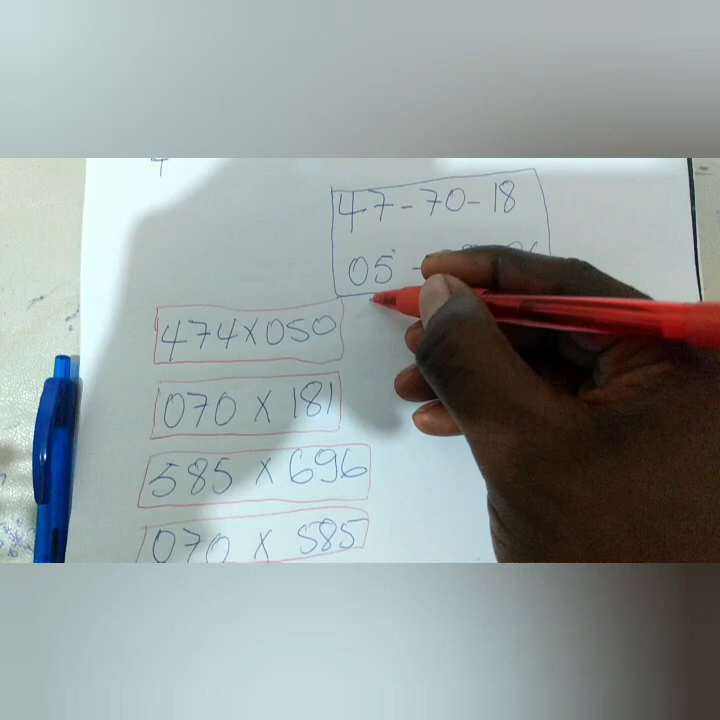 47-70-18
05 -
474X050
070 X 181
585 X 696
070 X 585